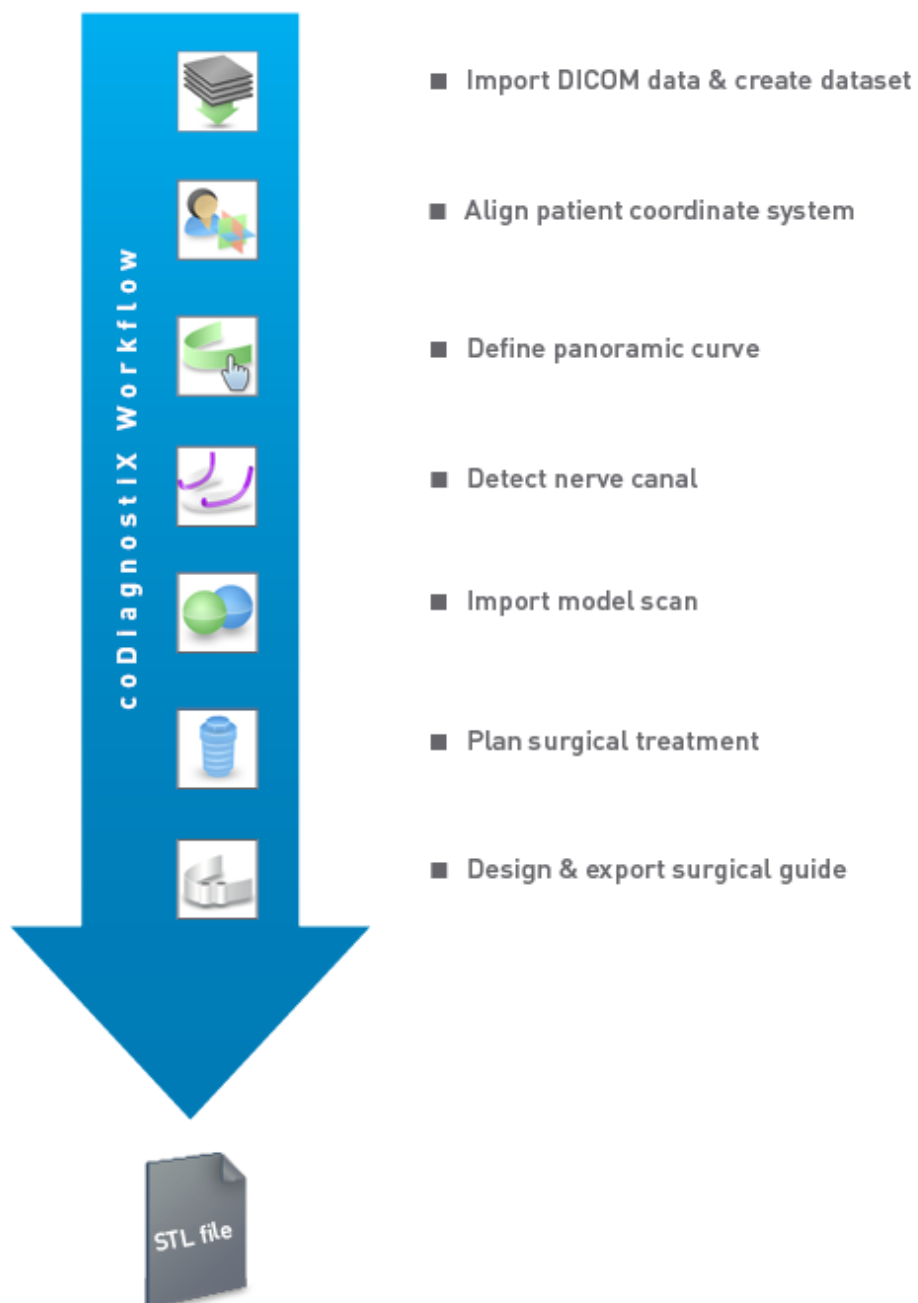 coDiagnostiX Workflow
■ Import DICOM data & create dataset
■ Align patient coordinate system
■ Define panoramic curve
■ Detect nerve canal
■ Import model scan
■ Plan surgical treatment
■ Design & export surgical guide
STL file